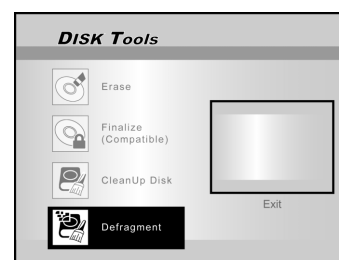 DISK Tools
Erase
Finalize
(Compatible)
CleanUp Disk
Defragment
Exit